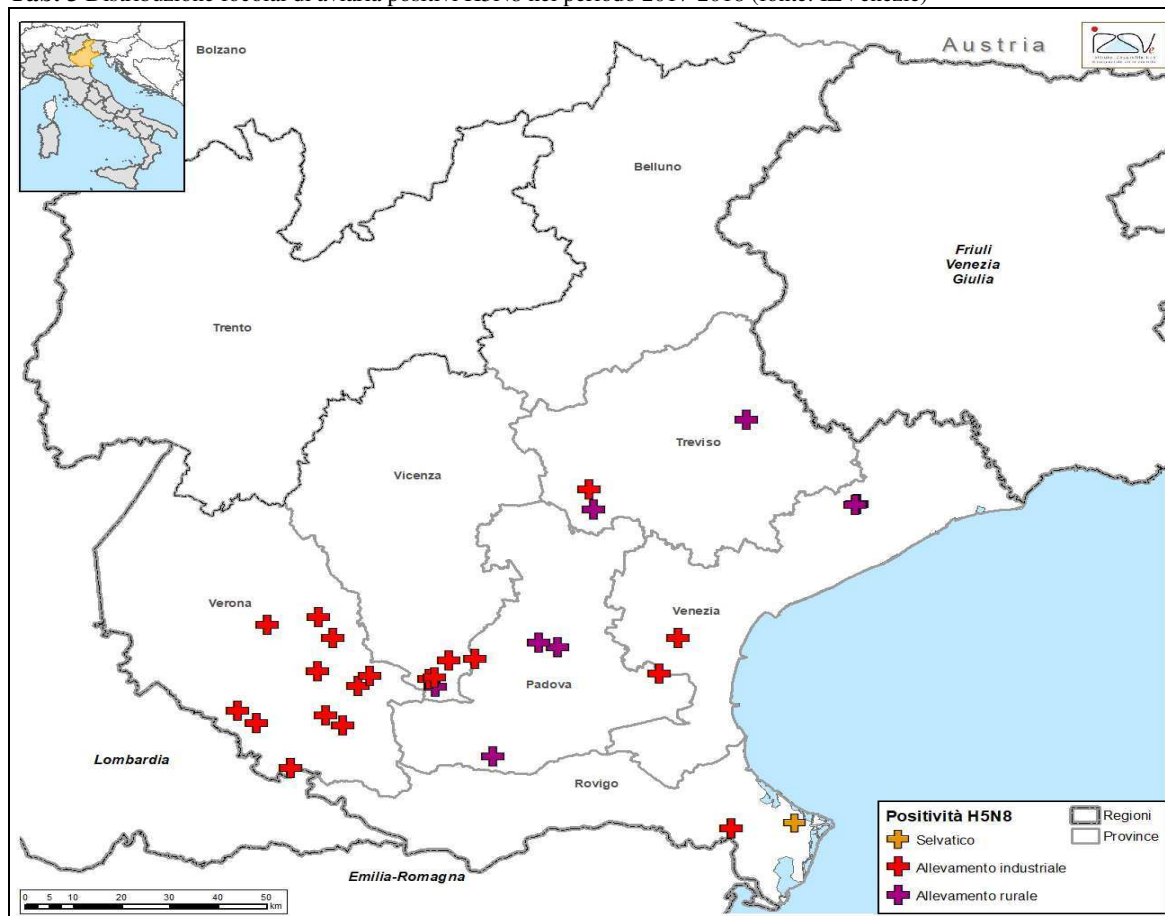 Bolzano
Austria
IZSVe
Belluno
Friuli
Venezia
Giulia
Trento
Treviso
Vicenza
Verona
Venezia
Padova
Lombardia
Rovigo
Emilia-Romagna
Positività H5N8
Selvatico
Allevamento industriale
Allevamento rurale
Regioni
Province
0 5 10 20 30 40 50
km